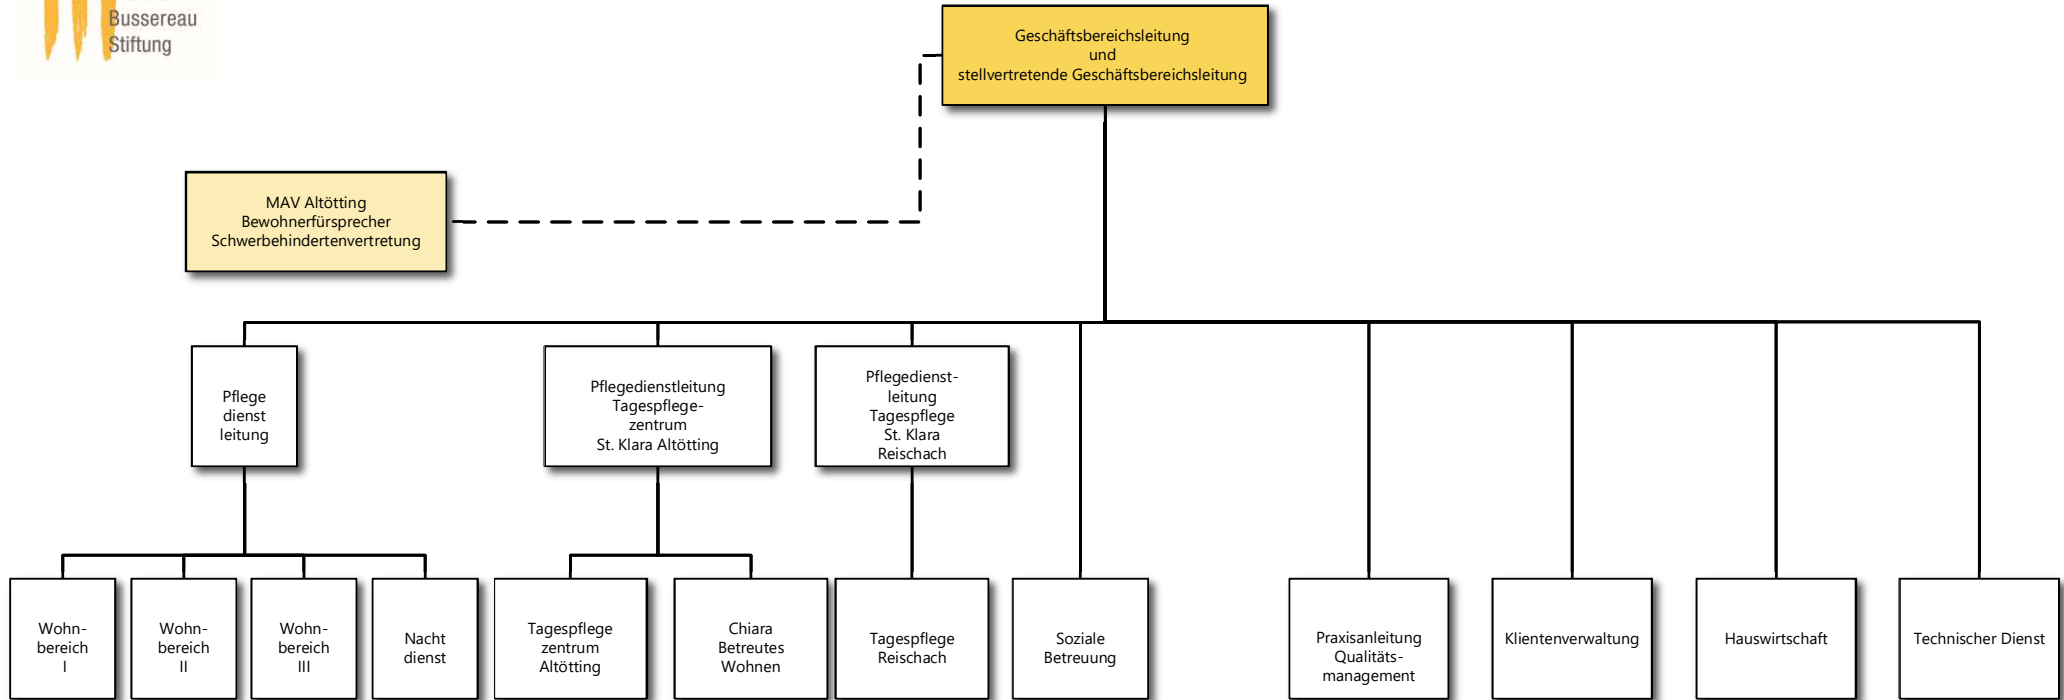 Bussereau
Stiftung
Geschäftsbereichsleitung
und
stellvertretende Geschäftsbereichsleitung
MAV Altötting
Bewohnerfürsprecher
Schwerbehindertenvertretung
Pflege
dienst
leitung
Pflegedienstleitung
Tagespflege-
zentrum
St. Klara Altötting
Pflegedienst-
leitung
Tagespflege
St. Klara
Reischach
Wohn-
bereich
I
Wohn-
bereich
II
Wohn-
bereich
III
Nacht
dienst
Tagespflege
zentrum
Altötting
Chiara
Betreutes
Wohnen
Tagespflege
Reischach
Soziale
Betreuung
Praxisanleitung
Qualitäts-
management
Klientenverwaltung
Hauswirtschaft
Technischer Dienst